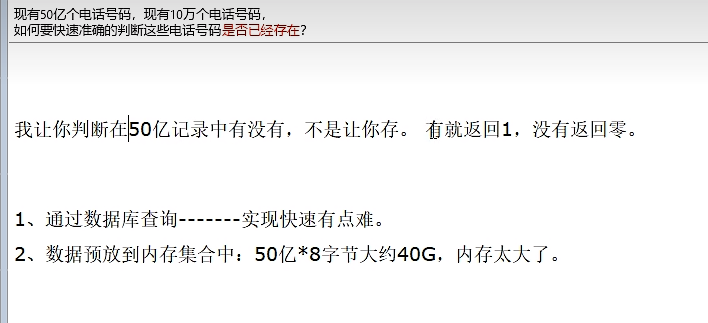 现有50亿个电话号码，现有10万个电话号码，
如何要快速准确的判断这些电话号码是否已经存在？
我让你判断在50亿记录中有没有，不是让你存。 有就返回1，没有返回零。
1、通过数据库查询-------实现快速有点难。
2、数据预放到内存集合中：50亿*8字节大约40G，内存太大了。